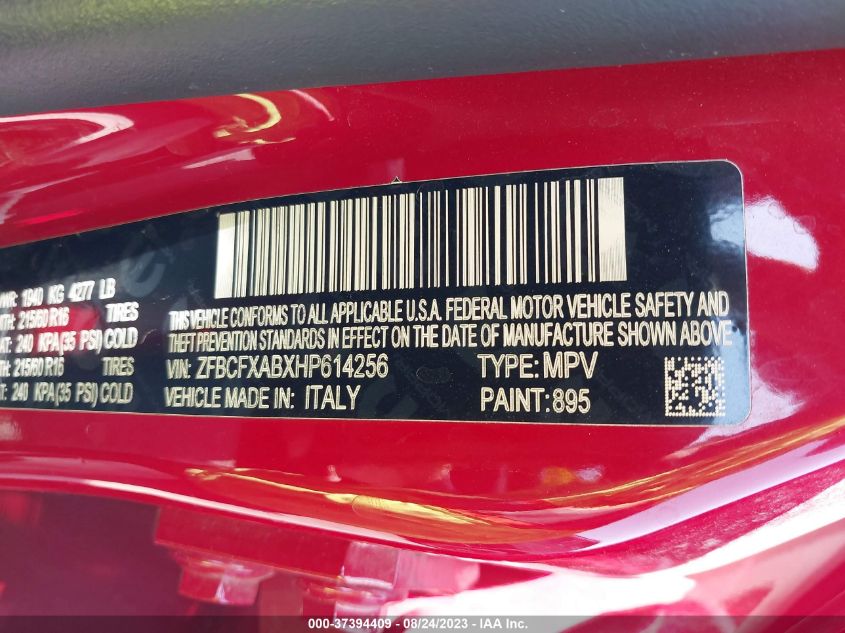 THIS VEHICLE CONFORMS TO ALL APPLICABLE U.S.A. FEDERAL MOTOR VEHICLE SAFETY AND
THEFT PREVENTION STANDARDS IN EFFECT ON THE DATE OF MANUFACTURE SHOWN ABOVE
VIN: ZFBCFXABXHP614256 TYPE: MPV
VEHICLE MADE IN: ITALY PAINT: 895
1940 KG 4277 LB
215/60 R16 TIRES
240 KPA(35 PSI) COLD
215/60 R16 TIRES
240 KPA(35 PSI) COLD
000-37394409 - 08/24/2023 - IAA Inc.